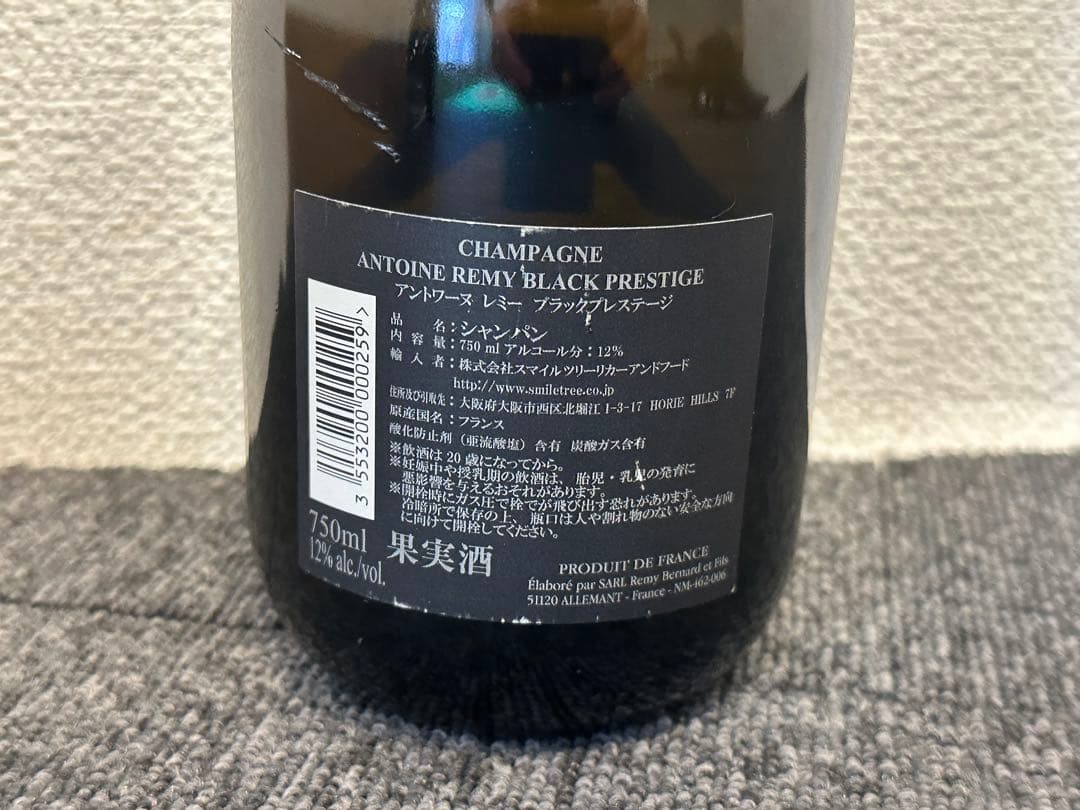 CHAMPAGNE
ANTOINE REMY BLACK PRESTIGE
アントワーヌ レミー ブラックプレステージ
品 名：シャンパン
内 容 量：750 ml アルコール分：12%
輸 入 者：株式会社スマイルツリーリカーアンドフード
http://www.smiletree.co.jp
住所及び引取先：大阪府大阪市西区北堀江 1-3-17 HORIE HILLS 7F
原産国名：フランス
酸化防止剤（亜流酸塩）含有 炭酸ガス含有
※飲酒は 20 歳になってから。
※妊娠中や授乳期の飲酒は、胎児・乳児の発育に
悪影響を与えるおそれがあります。
※開栓時にガス圧で栓でが飛び出す恐れがあります。
冷暗所で保存の上、瓶口は人や割れ物のない安全な方向
に向けて開栓してください。
3 553200 000259 >
750ml
12% alc./vol.
果実酒
PRODUIT DE FRANCE
Élaboré par SARL Remy Bernard et Fils
51120 ALLEMANT - France - NM-462-006